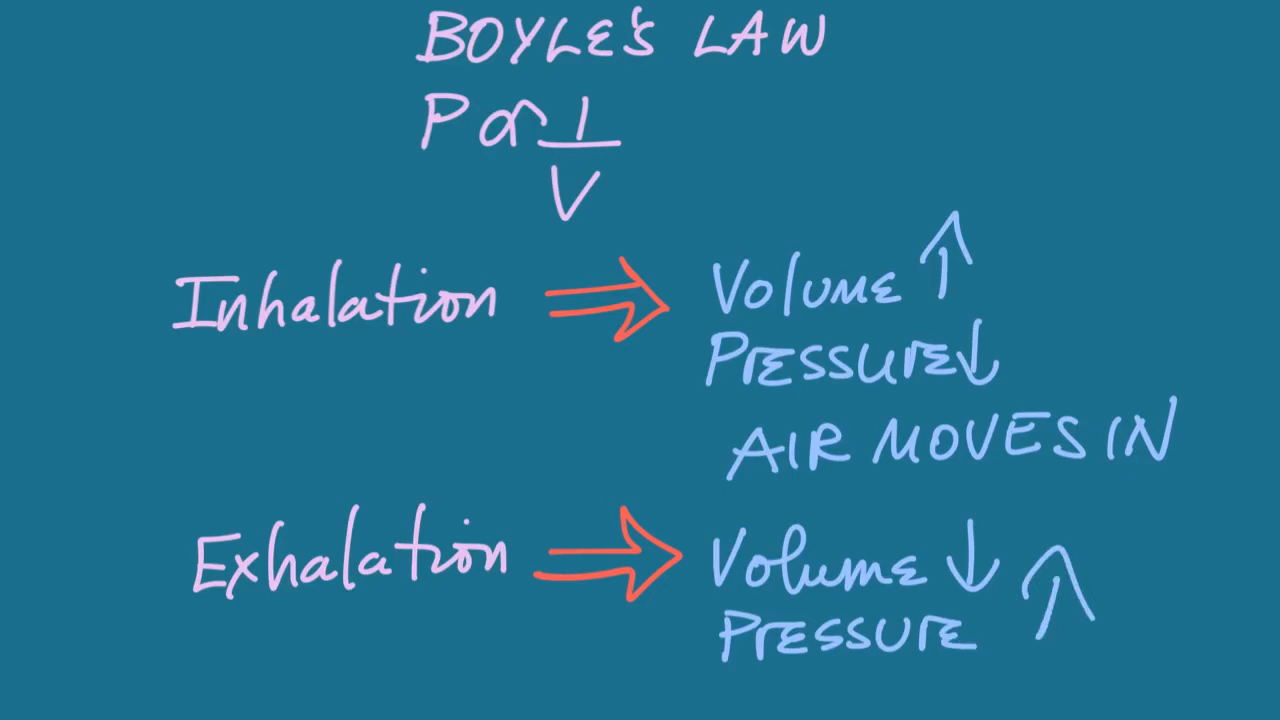 BOYLE'S LAW
P ∝ 1/V
Inhalation ⇒ VOLUME ↑
PRESSURE ↓
AIR MOVES IN
Exhalation ⇒ Volume ↓
PRESSURE ↑